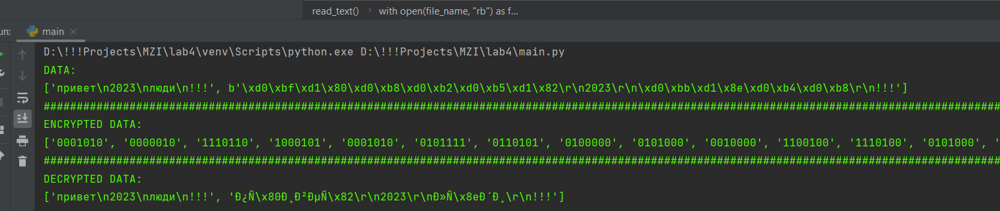 read_text() › with open(file_name, "rb") as f...
un: main ×
D:\!!!Projects\MZI\lab4\venv\Scripts\python.exe D:\!!!Projects\MZI\lab4\main.py
DATA:
['привет\n2023\nлюди\n!!!', b'\xd0\xbf\xd1\x80\xd0\xb8\xd0\xb2\xd0\xb5\xd1\x82\r\n2023\r\n\xd0\xbb\xd1\x8e\xd0\xb4\xd0\xb8\r\n!!!']
################################################################################################################################################
ENCRYPTED DATA:
['0001010', '0000010', '1110110', '1000101', '0001010', '0101111', '0110101', '0100000', '0101000', '0010000', '1100100', '1110100', '0101000', '
################################################################################################################################################
DECRYPTED DATA:
['привет\n2023\nлюди\n!!!', 'Ð¿Ñ\x80Ð¸Ð²ÐµÑ\x82\r\n2023\r\nÐ»Ñ\x8eÐ´Ð¸\r\n!!!']